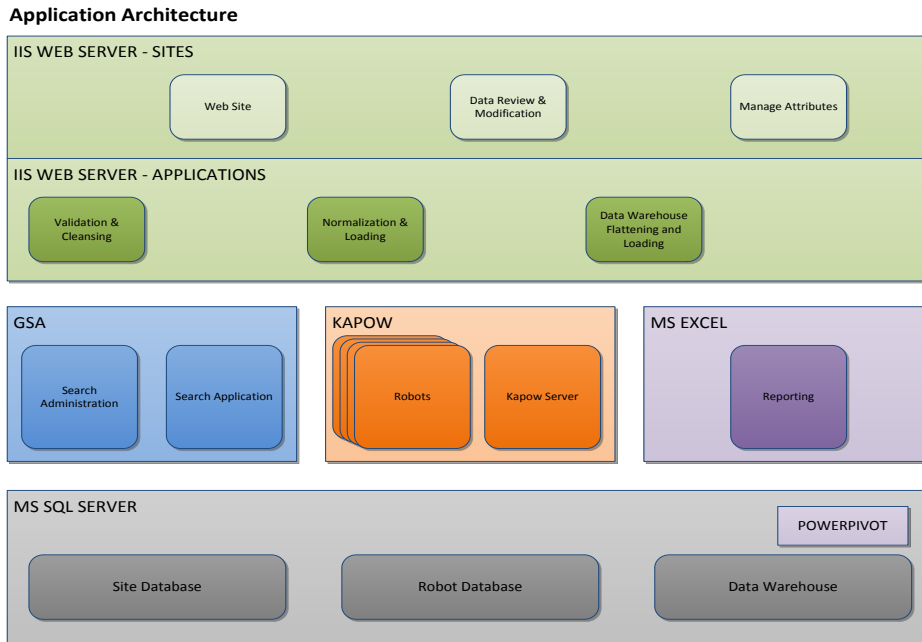 Application Architecture
IIS WEB SERVER - SITES
Web Site
Data Review &
Modification
Manage Attributes
IIS WEB SERVER - APPLICATIONS
Validation &
Cleansing
Normalization &
Loading
Data Warehouse
Flattening and
Loading
GSA
Search
Administration
Search Application
KAPOW
Robots
Kapow Server
MS EXCEL
Reporting
MS SQL SERVER
POWERPIVOT
Site Database
Robot Database
Data Warehouse